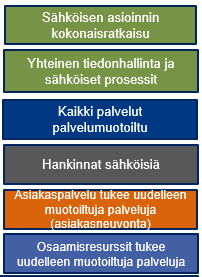 Sähköisen asioinnin
kokonaisratkaisu
Yhteinen tiedonhallinta ja
sähköiset prosessit
Kaikki palvelut
palvelumuotoiltu
Hankinnat sähköisiä
Asiakaspalvelu tukee uudelleen
muotoiltuja palveluja
(asiakasneuvonta)
Osaamisresurssit tukee
uudelleen muotoiltuja palveluja